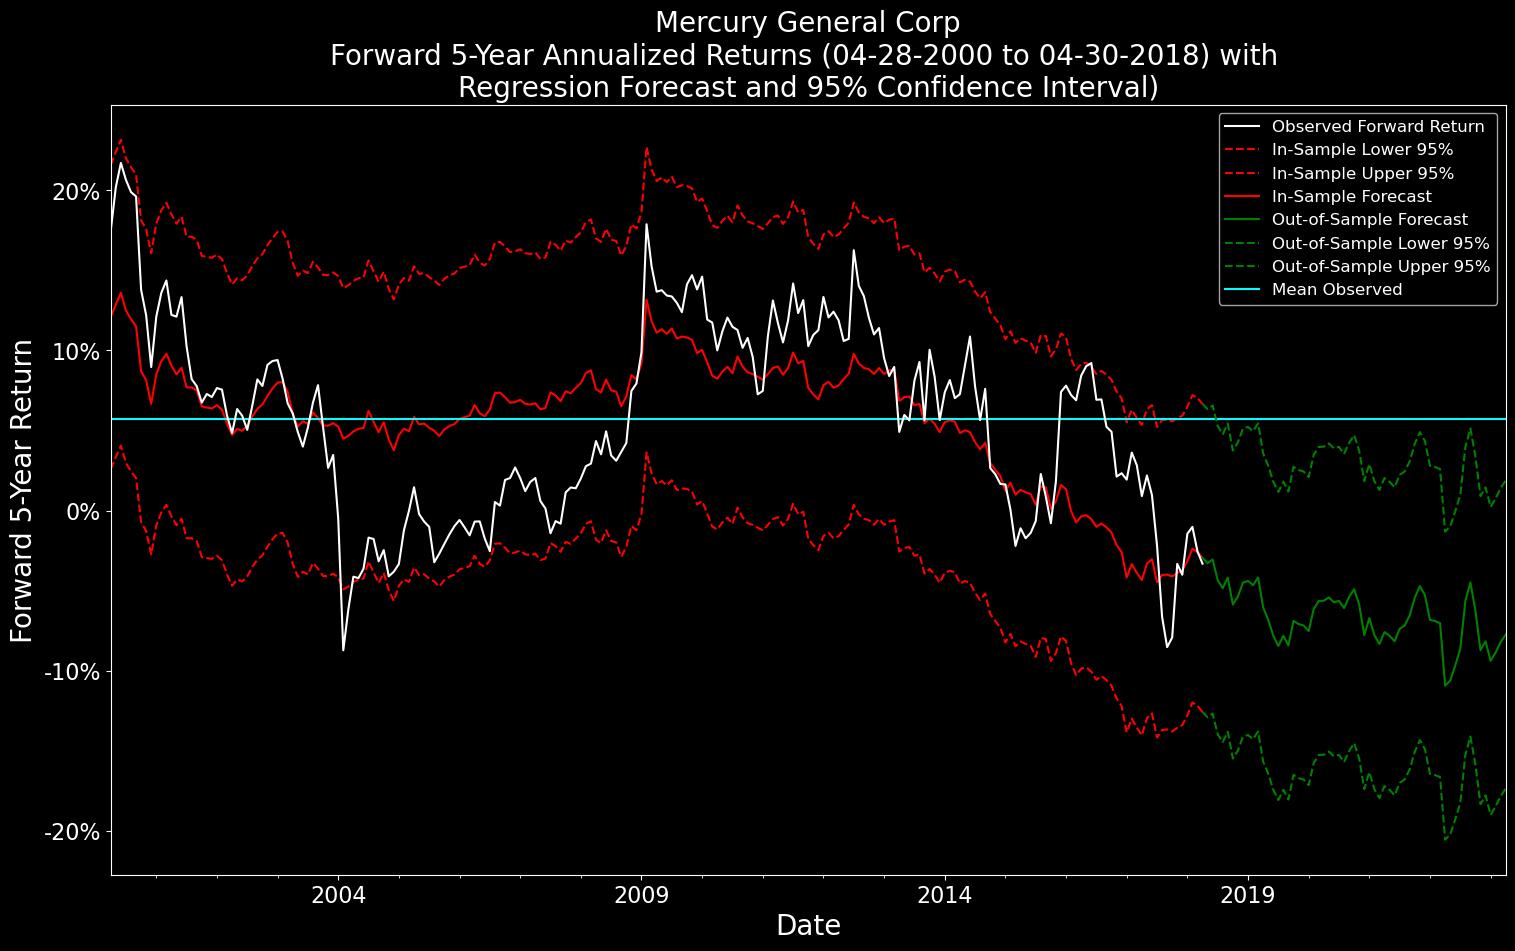 Mercury General Corp
Forward 5-Year Annualized Returns (04-28-2000 to 04-30-2018) with
Regression Forecast and 95% Confidence Interval)
Observed Forward Return
In-Sample Lower 95%
In-Sample Upper 95%
In-Sample Forecast
Out-of-Sample Forecast
Out-of-Sample Lower 95%
Out-of-Sample Upper 95%
Mean Observed
Forward 5-Year Return
20%
10%
0%
-10%
-20%
2004
2009
2014
2019
Date